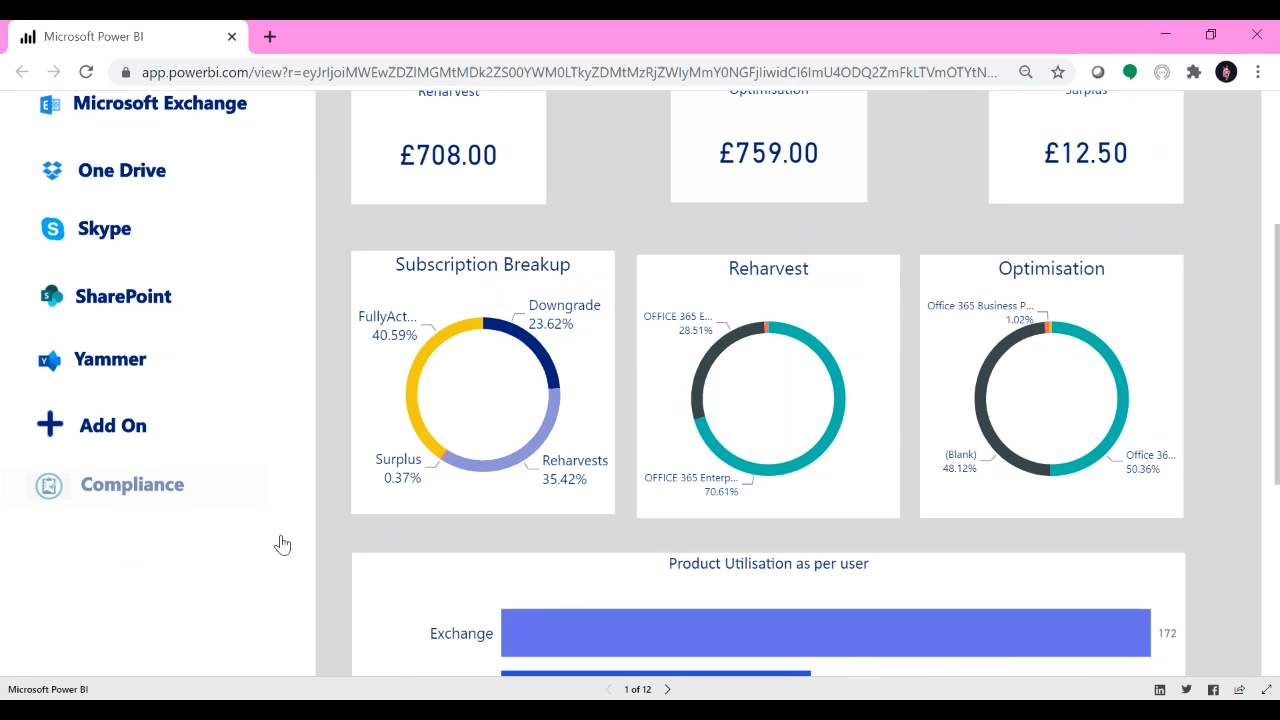 Microsoft Power BI
app.powerbi.com/view?r=eyJrIjoiMWEwZDZlNGMtMDk2ZS00YWM0LTkyZDMtMzRjZWIyMmY0NGFjIiwidCI6ImU4ODQ2ZmFkLTVmOTYtN...
Microsoft Exchange
One Drive
Skype
SharePoint
Yammer
Add On
Compliance
Reharvest
£708.00
Optimisation
£759.00
Surplus
£12.50
Subscription Breakup
FullyAct...
40.59%
Downgrade
23.62%
Surplus
0.37%
Reharvests
35.42%
Reharvest
OFFICE 365 E...
28.51%
OFFICE 365 Enterp...
70.61%
Optimisation
Office 365 Business P...
1.02%
(Blank)
48.12%
Office 36...
50.36%
Product Utilisation as per user
Exchange
172
Microsoft Power BI
1 of 12